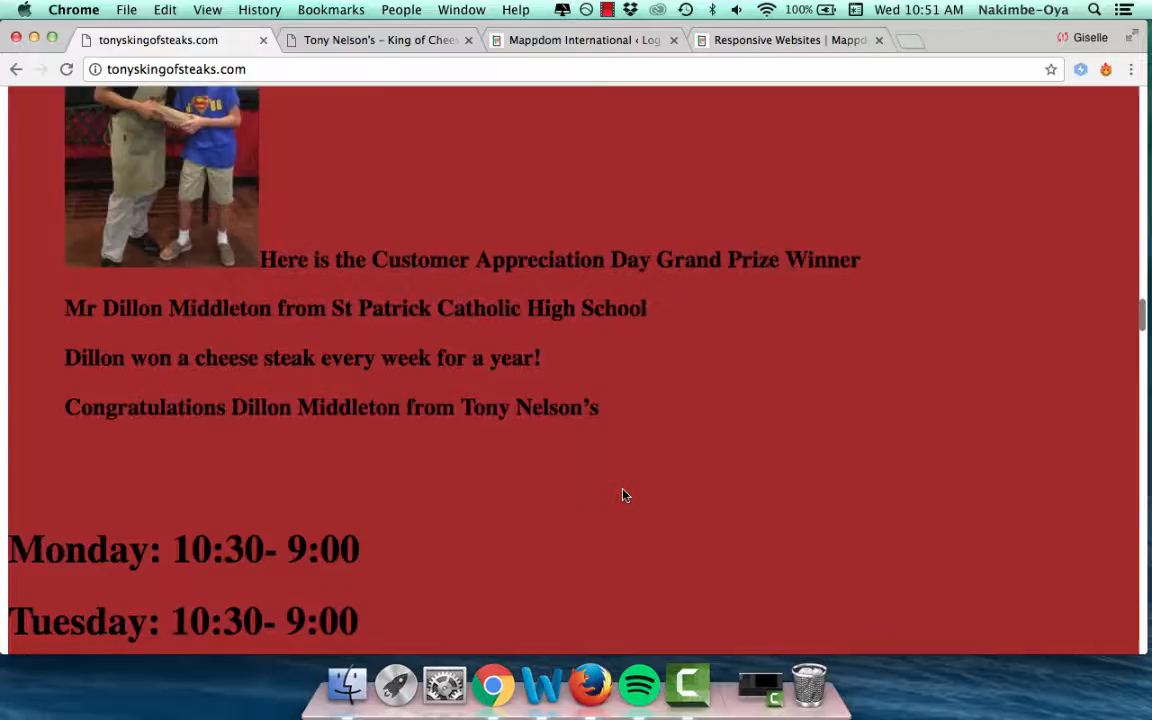 Chrome File Edit View History Bookmarks People Window Help 100% Wed 10:51 AM Nakimbe-Oya
tonyskingofsteaks.com Tony Nelson's – King of Chee Mappdom International ‹ Log Responsive Websites | Mappd Giselle
tonyskingofsteaks.com
Here is the Customer Appreciation Day Grand Prize Winner
Mr Dillon Middleton from St Patrick Catholic High School
Dillon won a cheese steak every week for a year!
Congratulations Dillon Middleton from Tony Nelson’s
Monday: 10:30- 9:00
Tuesday: 10:30- 9:00